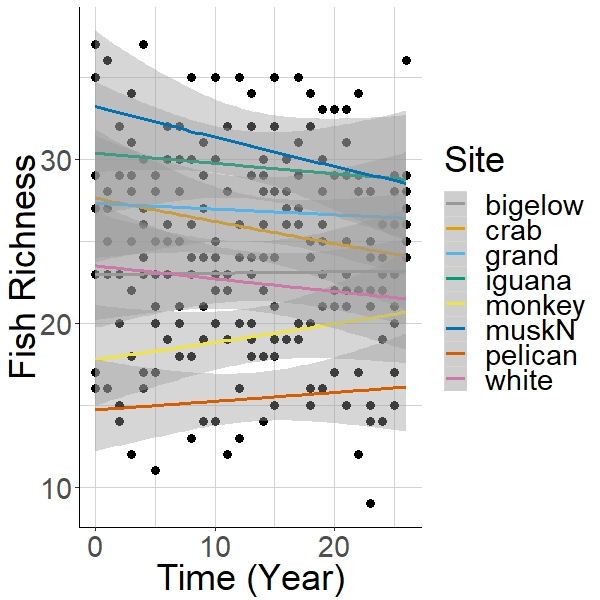 Fish Richness
30
20
10
0 10 20
Time (Year)
Site
bigelow
crab
grand
iguana
monkey
muskN
pelican
white